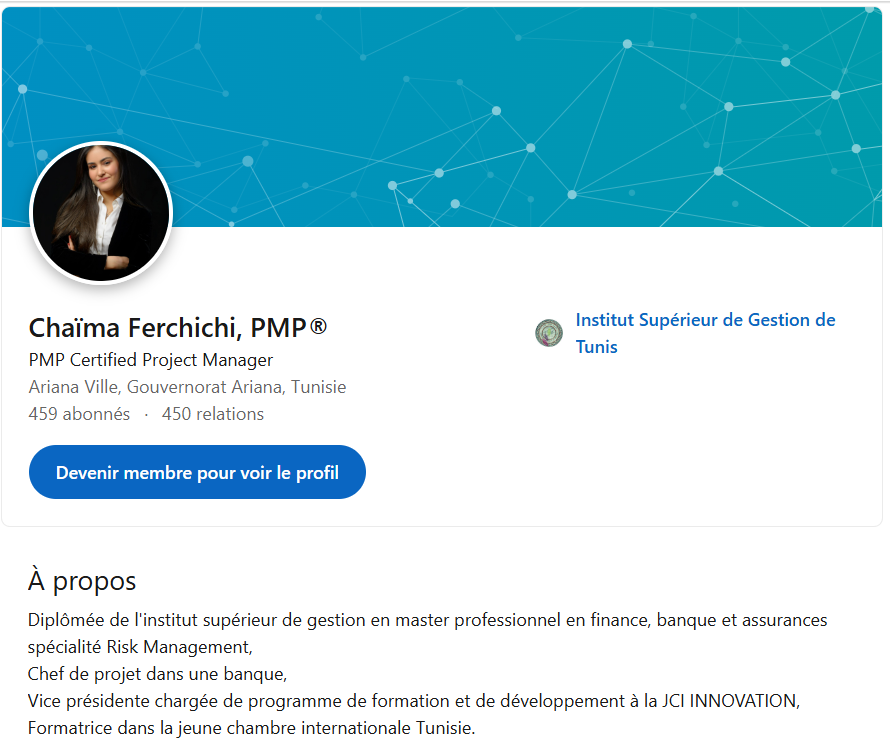 Chaïma Ferchichi, PMP®
PMP Certified Project Manager
Ariana Ville, Gouvernorat Ariana, Tunisie
459 abonnés · 450 relations
Devenir membre pour voir le profil
Institut Supérieur de Gestion de
Tunis
À propos
Diplômée de l'institut supérieur de gestion en master professionnel en finance, banque et assurances
spécialité Risk Management,
Chef de projet dans une banque,
Vice présidente chargée de programme de formation et de développement à la JCI INNOVATION,
Formatrice dans la jeune chambre internationale Tunisie.